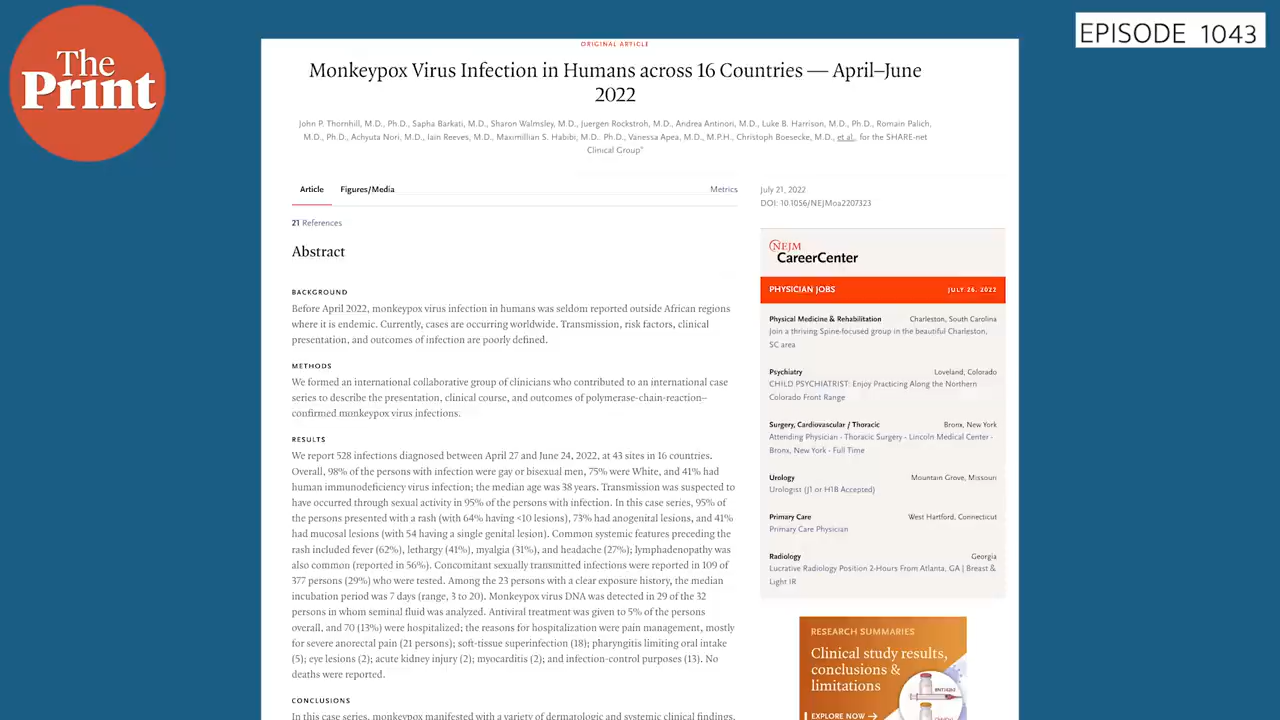 The
Print
EPISODE 1043
ORIGINAL ARTICLE
Monkeypox Virus Infection in Humans across 16 Countries — April–June
2022
John P. Thornhill, M.D., Ph.D., Sapha Barkati, M.D., Sharon Walmsley, M.D., Juergen Rockstroh, M.D., Andrea Antinori, M.D., Luke B. Harrison, M.D., Ph.D., Romain Palich,
M.D., Ph.D., Achyuta Nori, M.D., Iain Reeves, M.D., Maximillian S. Habibi, M.D. Ph.D., Vanessa Apea, M.D., M.P.H., Christoph Boesecke, M.D., et al., for the SHARE-net
Clinical Group*
Article Figures/Media Metrics
21 References
Abstract
BACKGROUND
Before April 2022, monkeypox virus infection in humans was seldom reported outside African regions
where it is endemic. Currently, cases are occurring worldwide. Transmission, risk factors, clinical
presentation, and outcomes of infection are poorly defined.
METHODS
We formed an international collaborative group of clinicians who contributed to an international case
series to describe the presentation, clinical course, and outcomes of polymerase-chain-reaction–
confirmed monkeypox virus infections.
RESULTS
We report 528 infections diagnosed between April 27 and June 24, 2022, at 43 sites in 16 countries.
Overall, 98% of the persons with infection were gay or bisexual men, 75% were White, and 41% had
human immunodeficiency virus infection; the median age was 38 years. Transmission was suspected to
have occurred through sexual activity in 95% of the persons with infection. In this case series, 95% of
the persons presented with a rash (with 64% having <10 lesions), 73% had anogenital lesions, and 41%
had mucosal lesions (with 54 having a single genital lesion). Common systemic features preceding the
rash included fever (62%), lethargy (41%), myalgia (31%), and headache (27%); lymphadenopathy was
also common (reported in 56%). Concomitant sexually transmitted infections were reported in 109 of
377 persons (29%) who were tested. Among the 23 persons with a clear exposure history, the median
incubation period was 7 days (range, 3 to 20). Monkeypox virus DNA was detected in 29 of the 32
persons in whom seminal fluid was analyzed. Antiviral treatment was given to 5% of the persons
overall, and 70 (13%) were hospitalized; the reasons for hospitalization were pain management, mostly
for severe anorectal pain (21 persons); soft-tissue superinfection (18); pharyngitis limiting oral intake
(5); eye lesions (2); acute kidney injury (2); myocarditis (2); and infection-control purposes (13). No
deaths were reported.
CONCLUSIONS
In this case series, monkeypox manifested with a variety of dermatologic and systemic clinical findings.
July 21, 2022
DOI: 10.1056/NEJMoa2207323
NEJM
CareerCenter
PHYSICIAN JOBS JULY 26, 2022
Physical Medicine & Rehabilitation Charleston, South Carolina
Join a thriving Spine-focused group in the beautiful Charleston,
SC area
Psychiatry Loveland, Colorado
CHILD PSYCHIATRIST: Enjoy Practicing Along the Northern
Colorado Front Range
Surgery, Cardiovascular / Thoracic Bronx, New York
Attending Physician - Thoracic Surgery - Lincoln Medical Center -
Bronx, New York - Full Time
Urology Mountain Grove, Missouri
Urologist (J1 or H1B Accepted)
Primary Care West Hartford, Connecticut
Primary Care Physician
Radiology Georgia
Lucrative Radiology Position 2-Hours From Atlanta, GA | Breast &
Light IR
RESEARCH SUMMARIES
Clinical study results,
conclusions &
limitations
EXPLORE NOW →